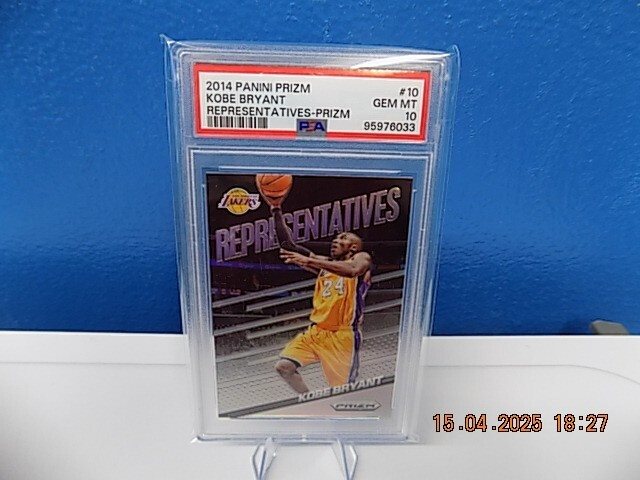 2014 PANINI PRIZM #10
KOBE BRYANT GEM MT
REPRESENTATIVES-PRIZM 10
PSA 95976033
LAKERS
REPRESENTATIVES
24
KOBE BRYANT
PRIZM
15.04.2025 18:27